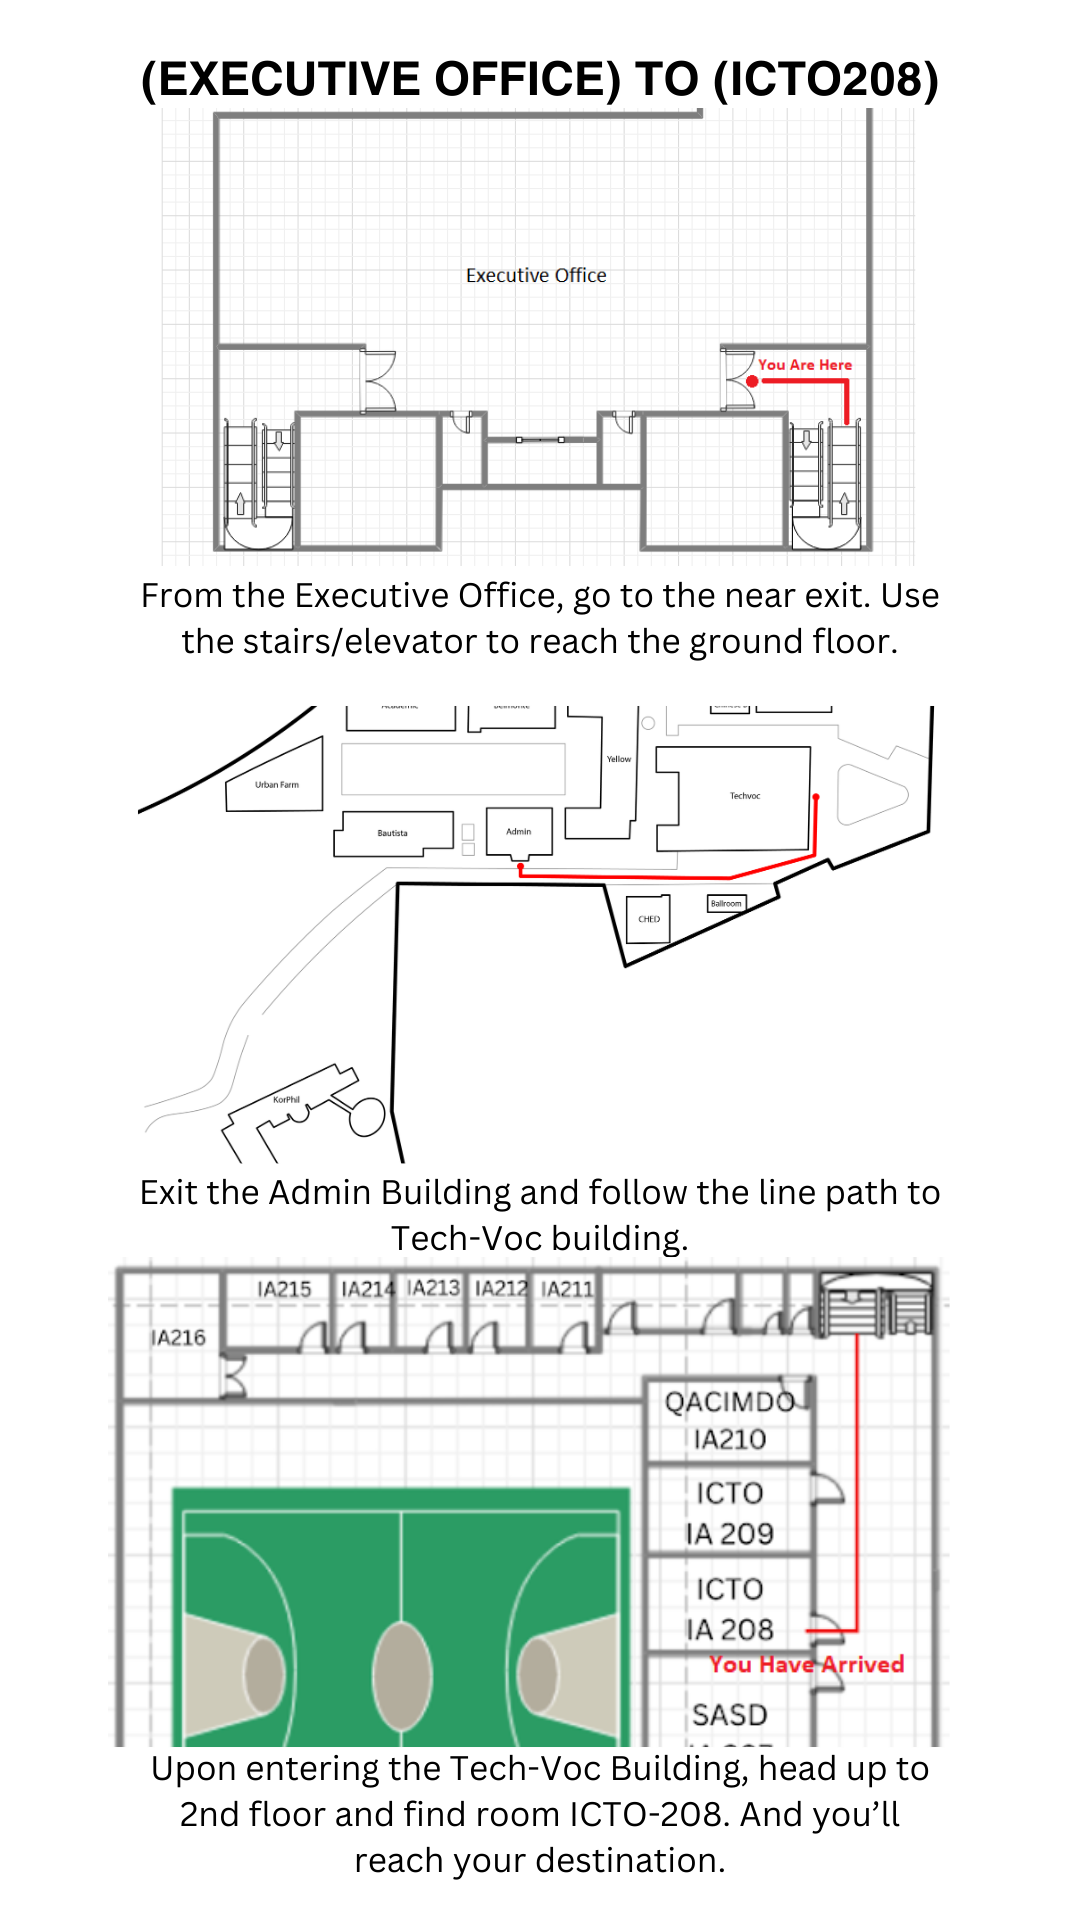 (EXECUTIVE OFFICE) TO (ICTO208)
Executive Office
You Are Here
From the Executive Office, go to the near exit. Use
the stairs/elevator to reach the ground floor.
Academic
Belmonte
Yellow
Urban Farm
Techvoc
Bautista
Admin
Ballroom
CHED
KorPhil
Exit the Admin Building and follow the line path to
Tech-Voc building.
IA215
IA214
IA213
IA212
IA211
IA216
QACIMDO
IA210
ICTO
IA 209
ICTO
IA 208
You Have Arrived
SASD
Upon entering the Tech-Voc Building, head up to
2nd floor and find room ICTO-208. And you’ll
reach your destination.